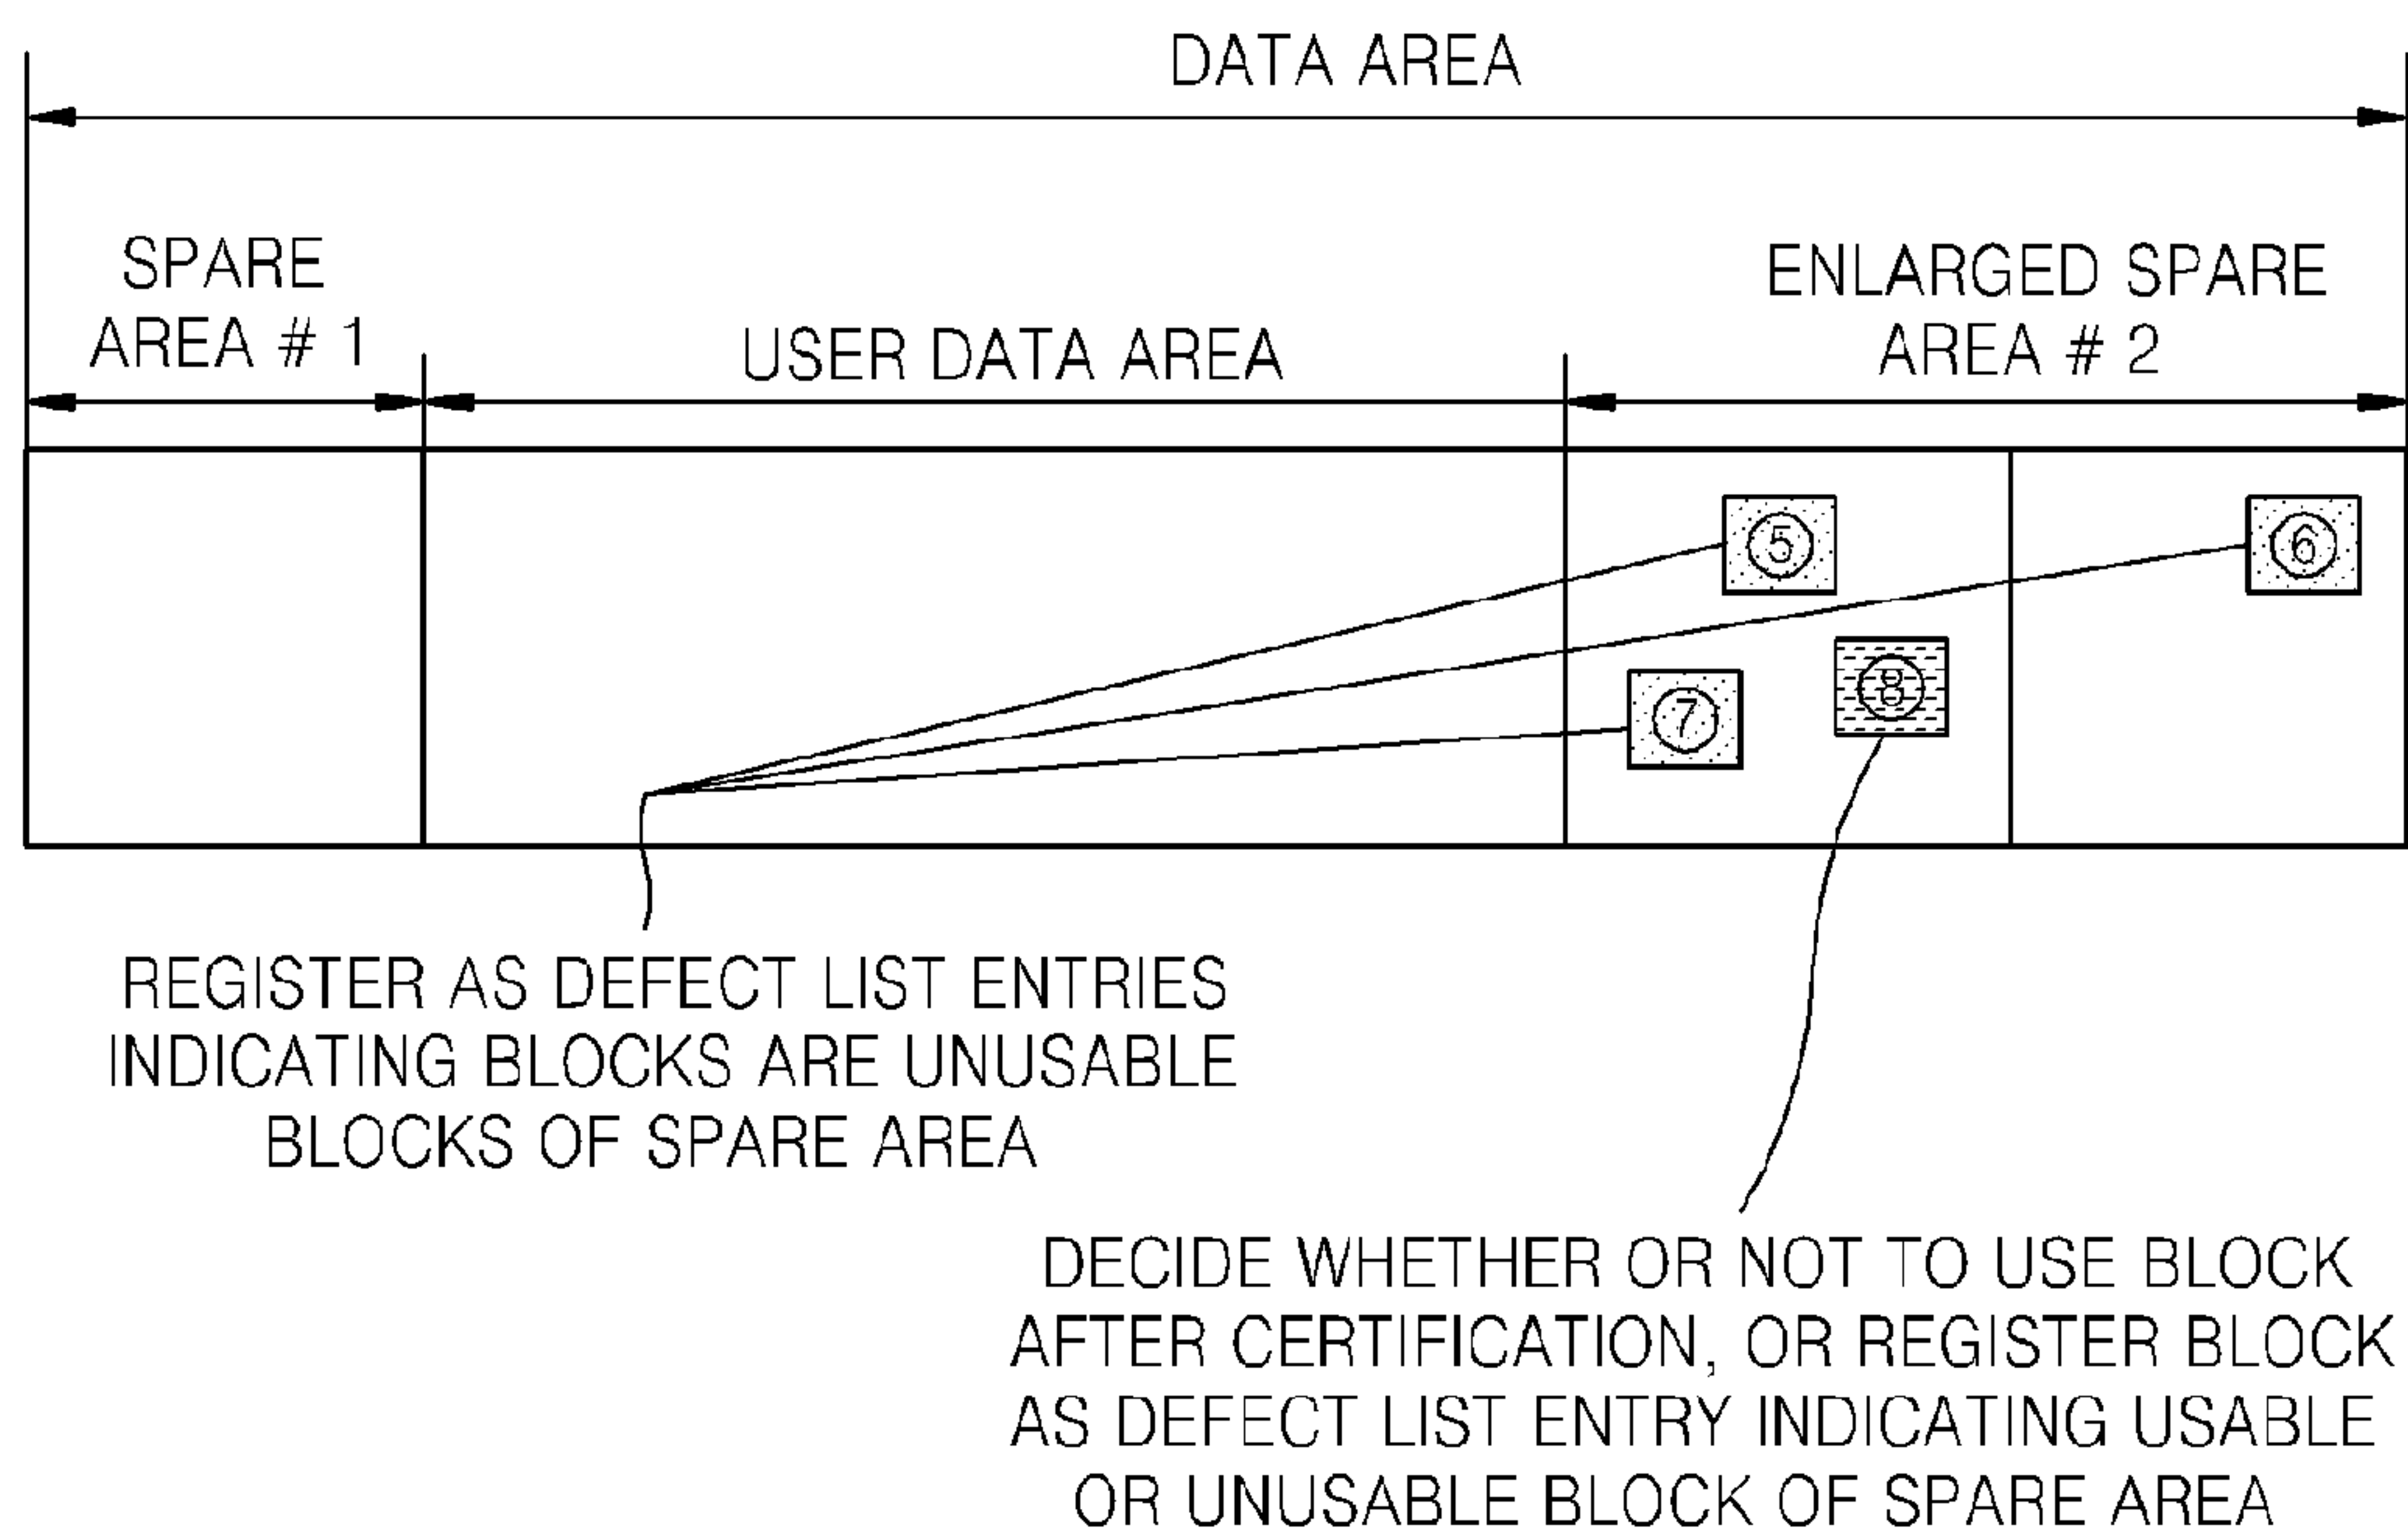 DATA AREA
SPARE
AREA # 1
USER DATA AREA
ENLARGED SPARE
AREA # 2
5
6
7
8
REGISTER AS DEFECT LIST ENTRIES
INDICATING BLOCKS ARE UNUSABLE
BLOCKS OF SPARE AREA
DECIDE WHETHER OR NOT TO USE BLOCK
AFTER CERTIFICATION, OR REGISTER BLOCK
AS DEFECT LIST ENTRY INDICATING USABLE
OR UNUSABLE BLOCK OF SPARE AREA